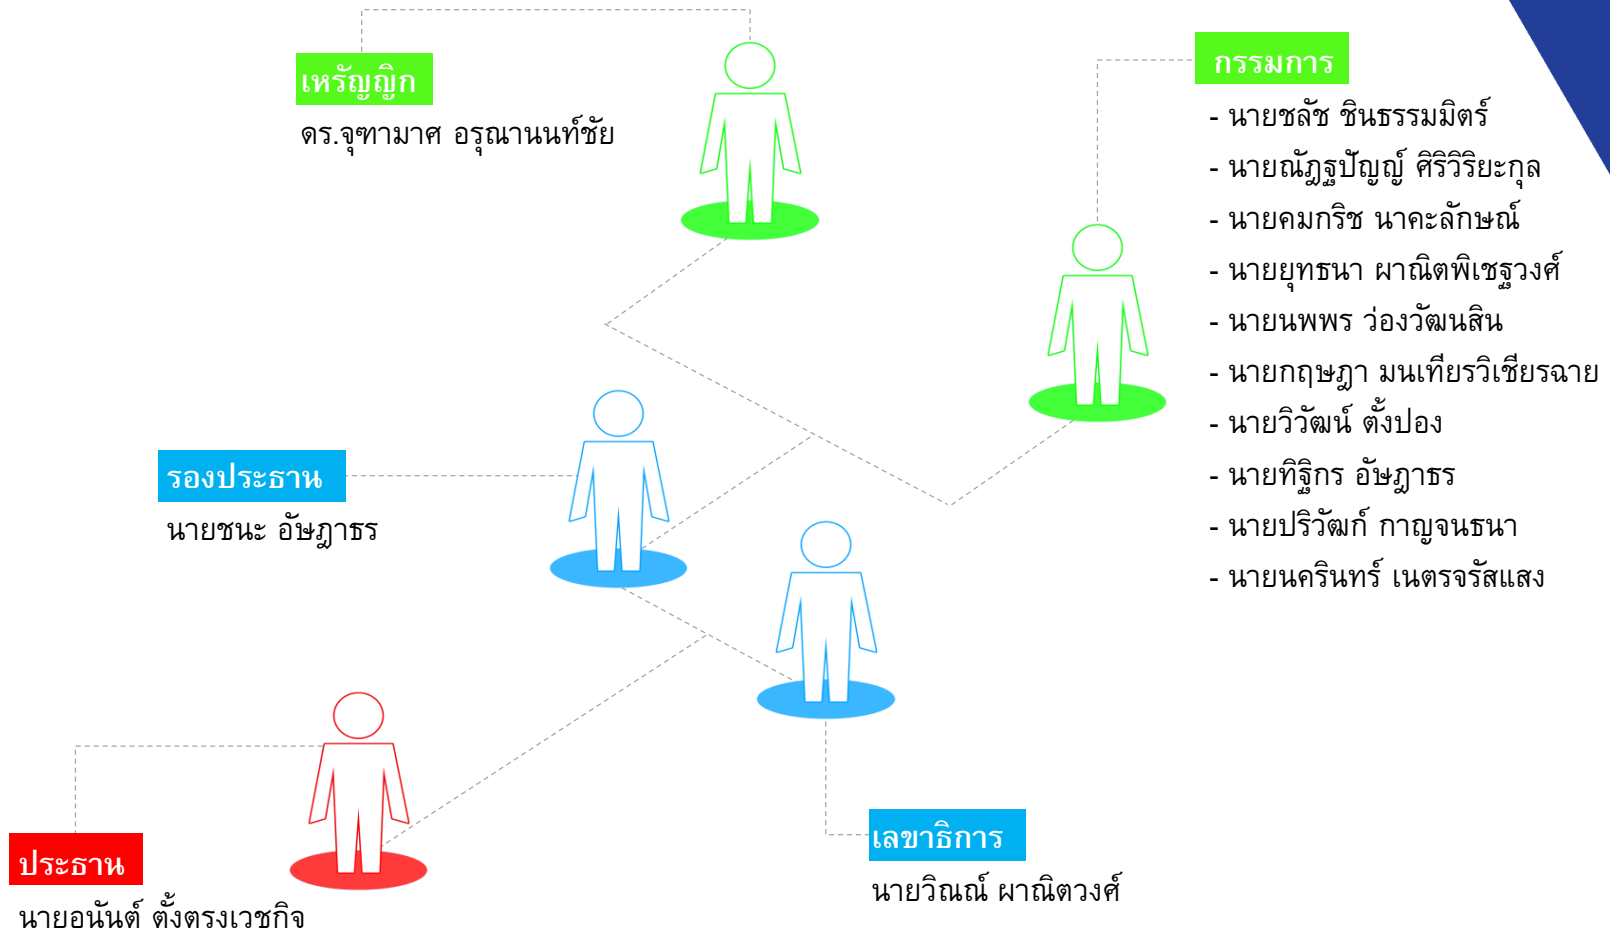 เหรัญญิก
ดร.จุฑามาศ อรุณานนท์ชัย
กรรมการ
- นายชลัช ชินธรรมมิตร์
- นายณัฎฐปัญญ์ ศิริวิริยะกุล
- นายคมกริช นาคะลักษณ์
- นายยุทธนา ผาณิตพิเชฐวงศ์
- นายนพพร ว่องวัฒนสิน
- นายกฤษฎา มนเทียรวิเชียรฉาย
- นายวิวัฒน์ ตั้งปอง
- นายทิฐิกร อัษฎาธร
- นายปริวัฒก์ กาญจนธนา
- นายนครินทร์ เนตรจรัสแสง
รองประธาน
นายชนะ อัษฎาธร
เลขาธิการ
นายวิณณ์ ผาณิตวงศ์
ประธาน
นายอนันต์ ตั้งตรงเวชกิจ